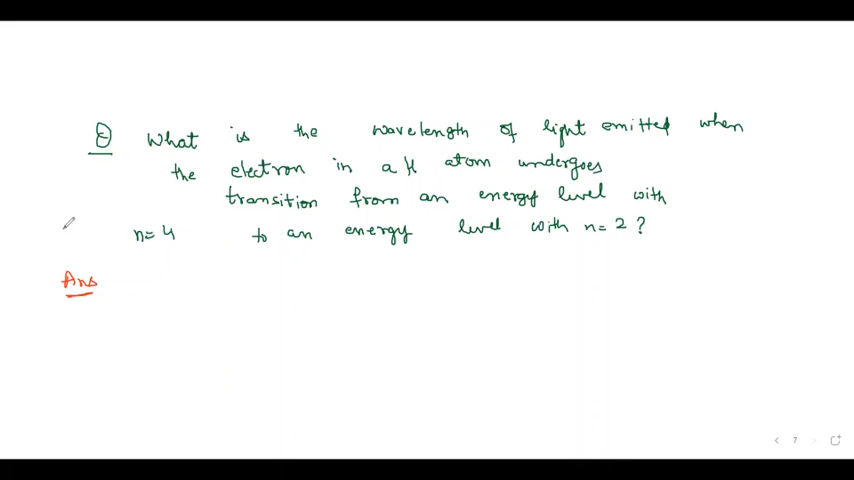 Q What is the wavelength of light emitted when
the electron in a H atom undergoes
transition from an energy level with
n=4 to an energy level with n=2?
Ans
7